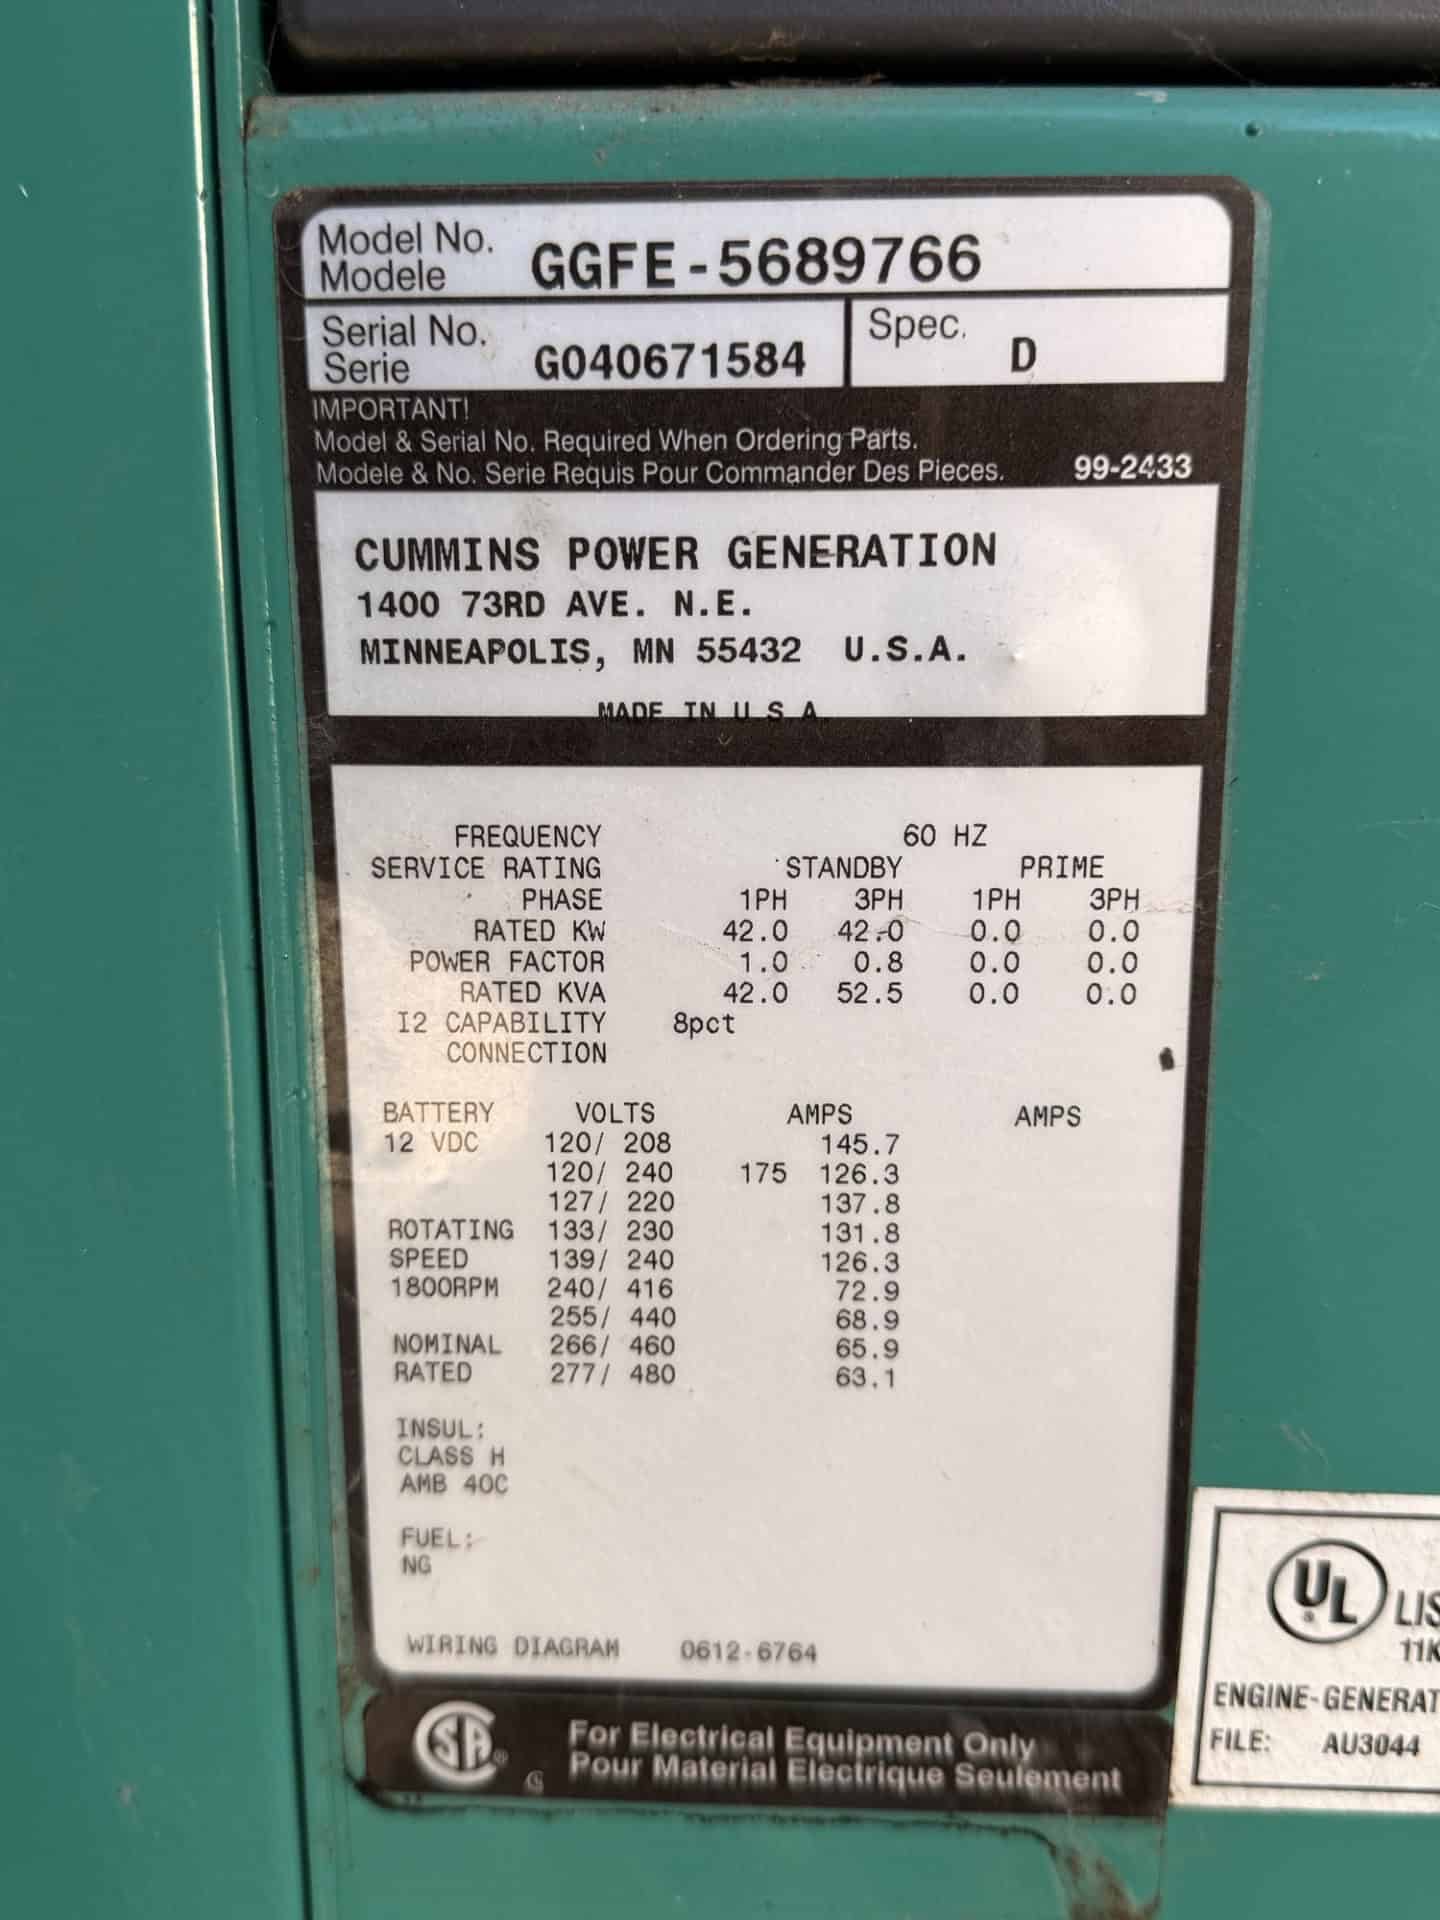 Model No. GGFE-5689766
Modele
Serial No. G040671584 Spec. D
Serie
IMPORTANT!
Model & Serial No. Required When Ordering Parts.
Modele & No. Serie Requis Pour Commander Des Pieces. 99-2433
CUMMINS POWER GENERATION
1400 73RD AVE. N.E.
MINNEAPOLIS, MN 55432 U.S.A.
MADE IN U S A.
FREQUENCY 60 HZ
SERVICE RATING STANDBY PRIME
PHASE 1PH 3PH 1PH 3PH
RATED KW 42.0 42.0 0.0 0.0
POWER FACTOR 1.0 0.8 0.0 0.0
RATED KVA 42.0 52.5 0.0 0.0
I2 CAPABILITY 8pct
CONNECTION
BATTERY VOLTS AMPS AMPS
12 VDC 120/ 208 145.7
120/ 240 175 126.3
127/ 220 137.8
ROTATING 133/ 230 131.8
SPEED 139/ 240 126.3
1800RPM 240/ 416 72.9
255/ 440 68.9
NOMINAL 266/ 460 65.9
RATED 277/ 480 63.1
INSUL:
CLASS H
AMB 40C
FUEL:
NG
WIRING DIAGRAM 0612-6764
CSA ® For Electrical Equipment Only
Pour Material Electrique Seulement
UL ® LIS
11K
ENGINE-GENERAT
FILE: AU3044